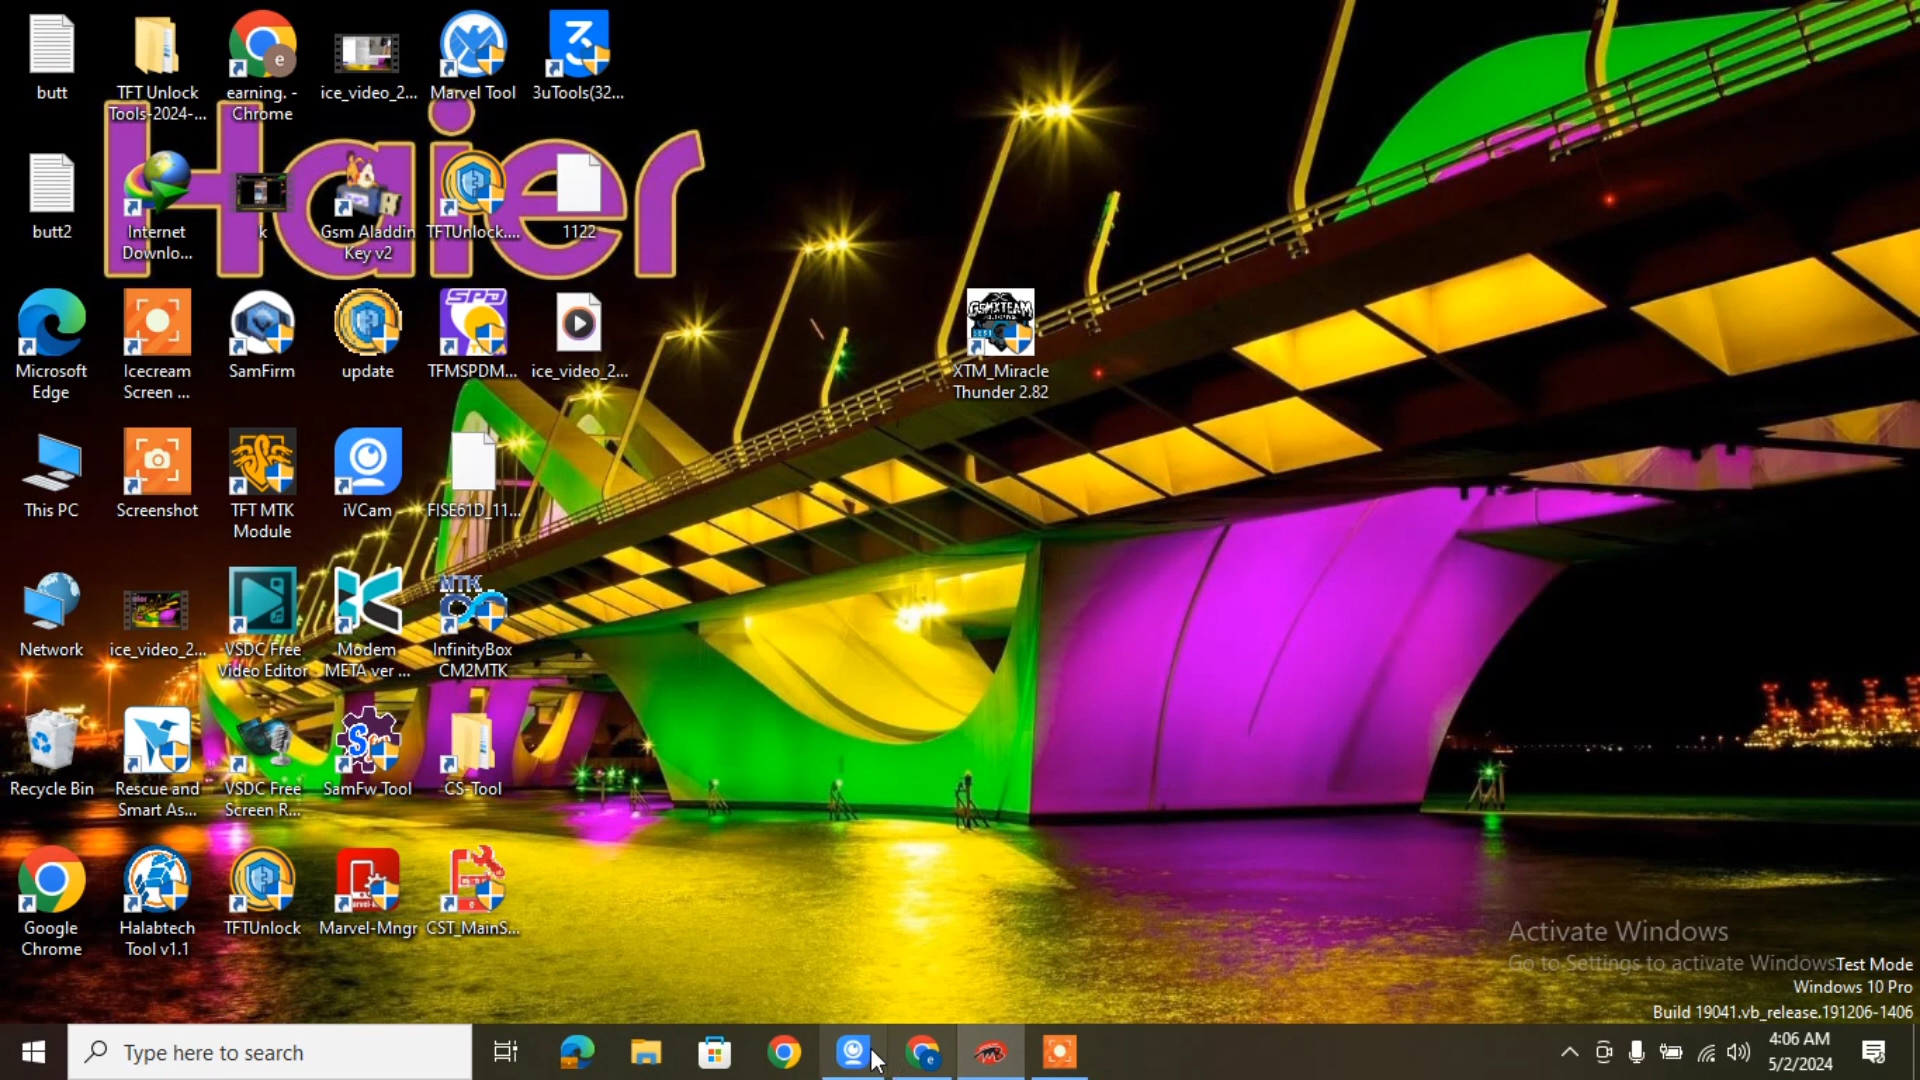 butt
TFT Unlock
Tools-2024-...
earning. -
Chrome
ice_video_2...
Marvel Tool
3uTools(32...
Haier
butt2
Internet
Downlo...
k
Gsm Aladdin
Key v2
TFTUnlock....
1122
Microsoft
Edge
Icecream
Screen ...
SamFirm
update
SPD
TFMSPDM...
ice_video_2...
GSMXTEAM
XTM_Miracle
Thunder 2.82
This PC
Screenshot
TFT MTK
Module
iVCam
FISE61D_11...
Network
ice_video_2...
VSDC Free
Video Editor
Modem
META ver ...
MTK
InfinityBox
CM2MTK
Recycle Bin
Rescue and
Smart As...
VSDC Free
Screen R...
SamFw Tool
CS-Tool
Google
Chrome
Halabtech
Tool v1.1
TFTUnlock
Marvel-Mngr
CST_MainS...
Activate Windows
Go to Settings to activate Windows.
Test Mode
Windows 10 Pro
Build 19041.vb_release.191206-1406
Type here to search
4:06 AM
5/2/2024